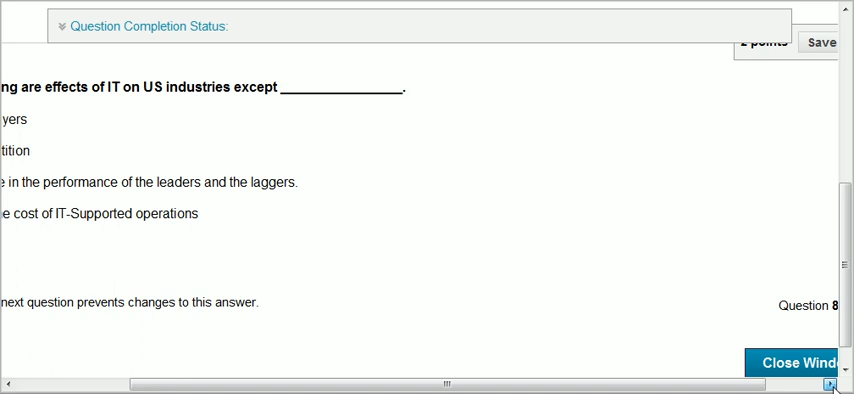 Question Completion Status:
2 points Save
ng are effects of IT on US industries except ________________.
yers
tition
e in the performance of the leaders and the laggers.
e cost of IT-Supported operations
next question prevents changes to this answer.
Question 8
Close Windo